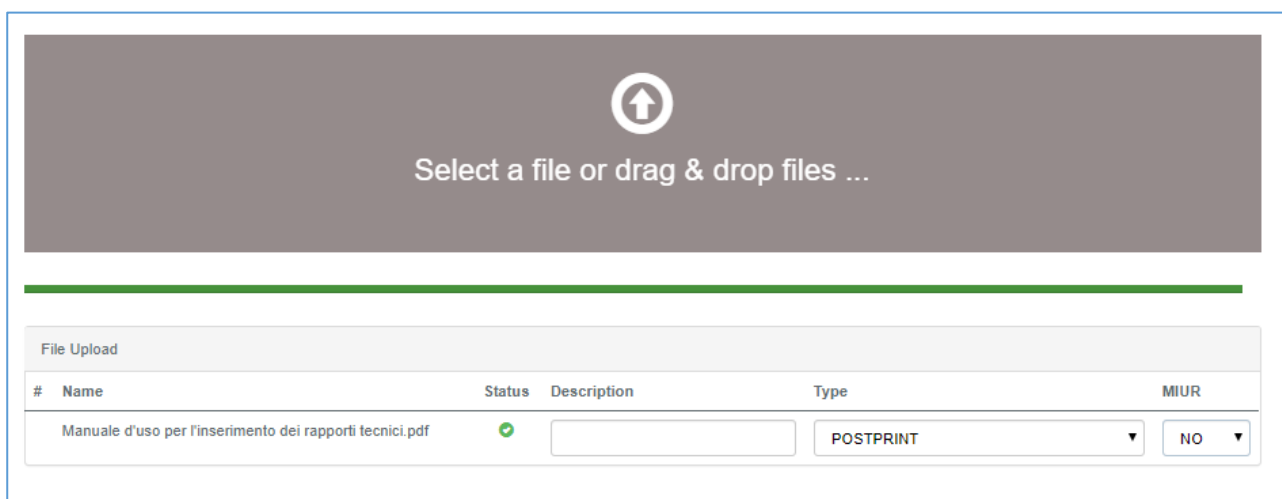 Select a file or drag & drop files ...
File Upload
# Name Status Description Type MIUR
Manuale d'uso per l'inserimento dei rapporti tecnici.pdf POSTPRINT NO